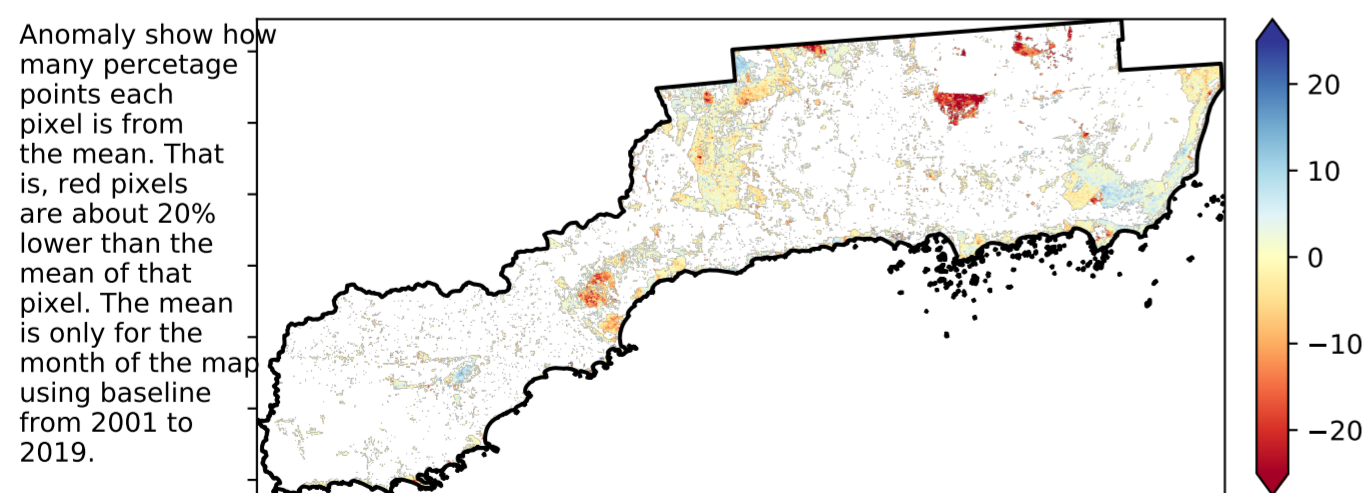 Anomaly show how
many percetage
points each
pixel is from
the mean. That
is, red pixels
are about 20%
lower than the
mean of that
pixel. The mean
is only for the
month of the map
using baseline
from 2001 to
2019.
20
10
0
−10
−20